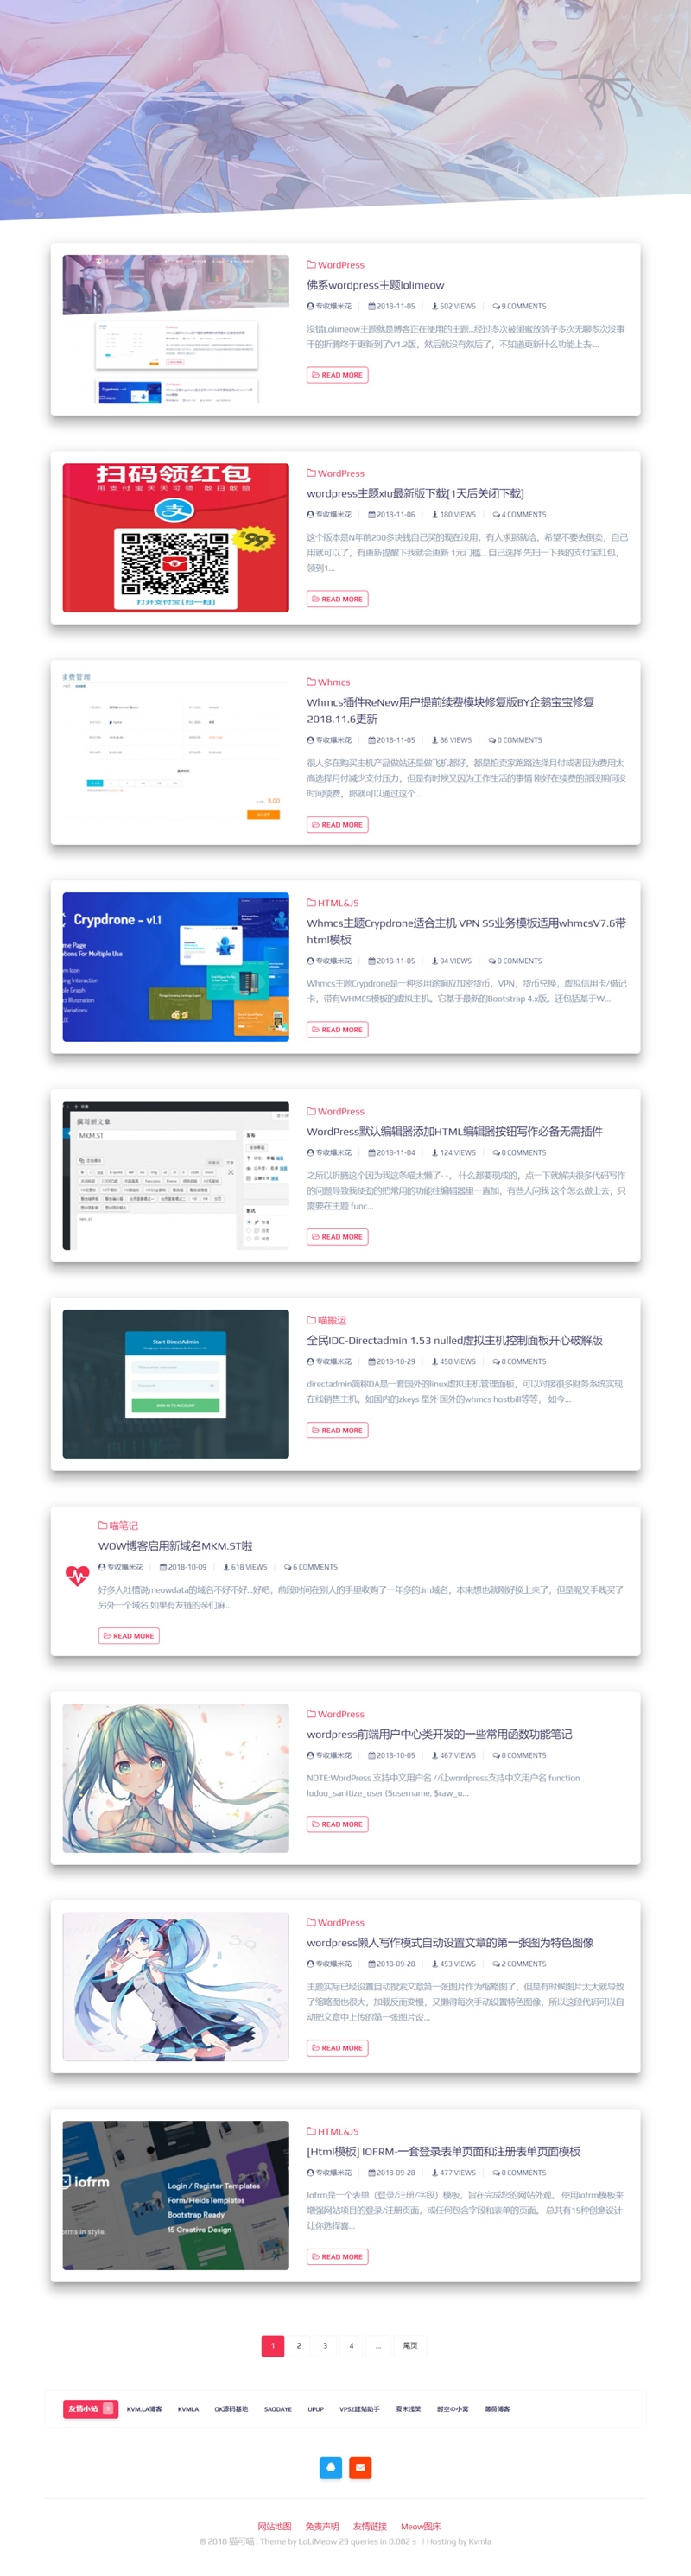 WordPress
佛系wordpress主题lolimeow
专收爆米花 2018-11-05 502 VIEWS 9 COMMENTS
没错Lolimeow主题就是博客正在使用的主题...经过多次被闺蜜放鸽子多次无聊多次没事
干的折腾终于更新到了V1.2版，然后就没有然后了，不知道更新什么功能上去...
READ MORE
扫码领红包
打开支付宝 [扫一扫]
WordPress
wordpress主题xiu最新版下载[1天后关闭下载]
专收爆米花 2018-11-06 180 VIEWS 4 COMMENTS
这个版本是N年前200多块钱自己买的现在没用，有人求那就给，希望不要去倒卖，自己
用就可以了，有更新提醒下我就会更新 1元门槛... 自己选择 先扫一下我的支付宝红包，
领到1...
READ MORE
续费管理
3.00
Whmcs
Whmcs插件ReNew用户提前续费模块修复版BY企鹅宝宝修复
2018.11.6更新
专收爆米花 2018-11-05 86 VIEWS 0 COMMENTS
很人多在购买主机产品做站还是做飞机都好，都是怕卖家跑路选择月付或者因为费用太
高选择月付减少支付压力，但是有时候又因为工作生活的事情 刚好在续费的那段期间没
时间续费，那就可以通过这个...
READ MORE
Crypdrone – v1.1
HTML&JS
Whmcs主题Crypdrone适合主机 VPN SS业务模板适用whmcsV7.6带
html模板
专收爆米花 2018-11-05 94 VIEWS 0 COMMENTS
Whmcs主题Crypdrone是一种多用途响应加密货币，VPN，货币兑换，虚拟信用卡/借记
卡，带有WHMCS模板的虚拟主机。它基于最新的Bootstrap 4.x版。还包括基于W...
READ MORE
撰写新文章
MKM.ST
WordPress
WordPress默认编辑器添加HTML编辑器按钮写作必备无需插件
专收爆米花 2018-11-04 124 VIEWS 0 COMMENTS
之所以折腾这个因为我这条喵太懒了- -， 什么都要现成的，点一下就解决很多代码写作
的问题导致我使劲的把常用的功能往编辑器里一直加，有些人问我 这个怎么做上去，只
需要在主题 func...
READ MORE
Start DirectAdmin
SIGN IN TO ACCOUNT
喵搬运
全民IDC-Directadmin 1.53 nulled虚拟主机控制面板开心破解版
专收爆米花 2018-10-29 450 VIEWS 0 COMMENTS
directadmin简称DA是一套国外的linux虚拟主机管理面板，可以对接很多财务系统实现
在线销售主机，如国内的zkeys 星外 国外的whmcs hostbill等等， 如今...
READ MORE
喵笔记
WOW博客启用新域名MKM.ST啦
专收爆米花 2018-10-09 618 VIEWS 6 COMMENTS
好多人吐槽说meowdata的域名不好不好...好吧，前段时间在别人的手里收购了一年多的.im域名，本来想也就刚好换上来了，但是呢又手贱买了
另外一个域名 如果有友链的亲们麻...
READ MORE
WordPress
wordpress前端用户中心类开发的一些常用函数功能笔记
专收爆米花 2018-10-05 467 VIEWS 0 COMMENTS
NOTE:WordPress 支持中文用户名 //让wordpress支持中文用户名 function
ludou_sanitize_user ($username, $raw_u...
READ MORE
WordPress
wordpress懒人写作模式自动设置文章的第一张图为特色图像
专收爆米花 2018-09-28 453 VIEWS 2 COMMENTS
主题实际已经设置自动搜索文章第一张图片作为缩略图了，但是有时候图片太大就导致
了缩略图也很大，加载反而变慢，又懒得每次手动设置特色图像，所以这段代码可以自
动把文章中上传的第一张图片设...
READ MORE
iofrm
Login / Register Templates
Form/FieldsTemplates
Bootstrap Ready
15 Creative Design
HTML&JS
[Html模板] IOFRM-一套登录表单页面和注册表单页面模板
专收爆米花 2018-09-28 477 VIEWS 0 COMMENTS
Iofrm是一个表单（登录/注册/字段）模板，旨在完成您的网站外观。 使用iofrm模板来
增强网站项目的登录/注册页面，或任何包含字段和表单的页面。 总共有15种创意设计
让你选择喜...
READ MORE
1 2 3 4 ... 尾页
友情小站 KVM.LA博客 KVMLA OK源码基地 SAODAYE UPUP VPSZ建站助手 夏末浅笑 时空の小窝 薄荷博客
网站地图 免责声明 友情链接 Meow图床
© 2018 猫可喵 . Theme by LoLiMeow 29 queries in 0.082 s | Hosting by Kvmla